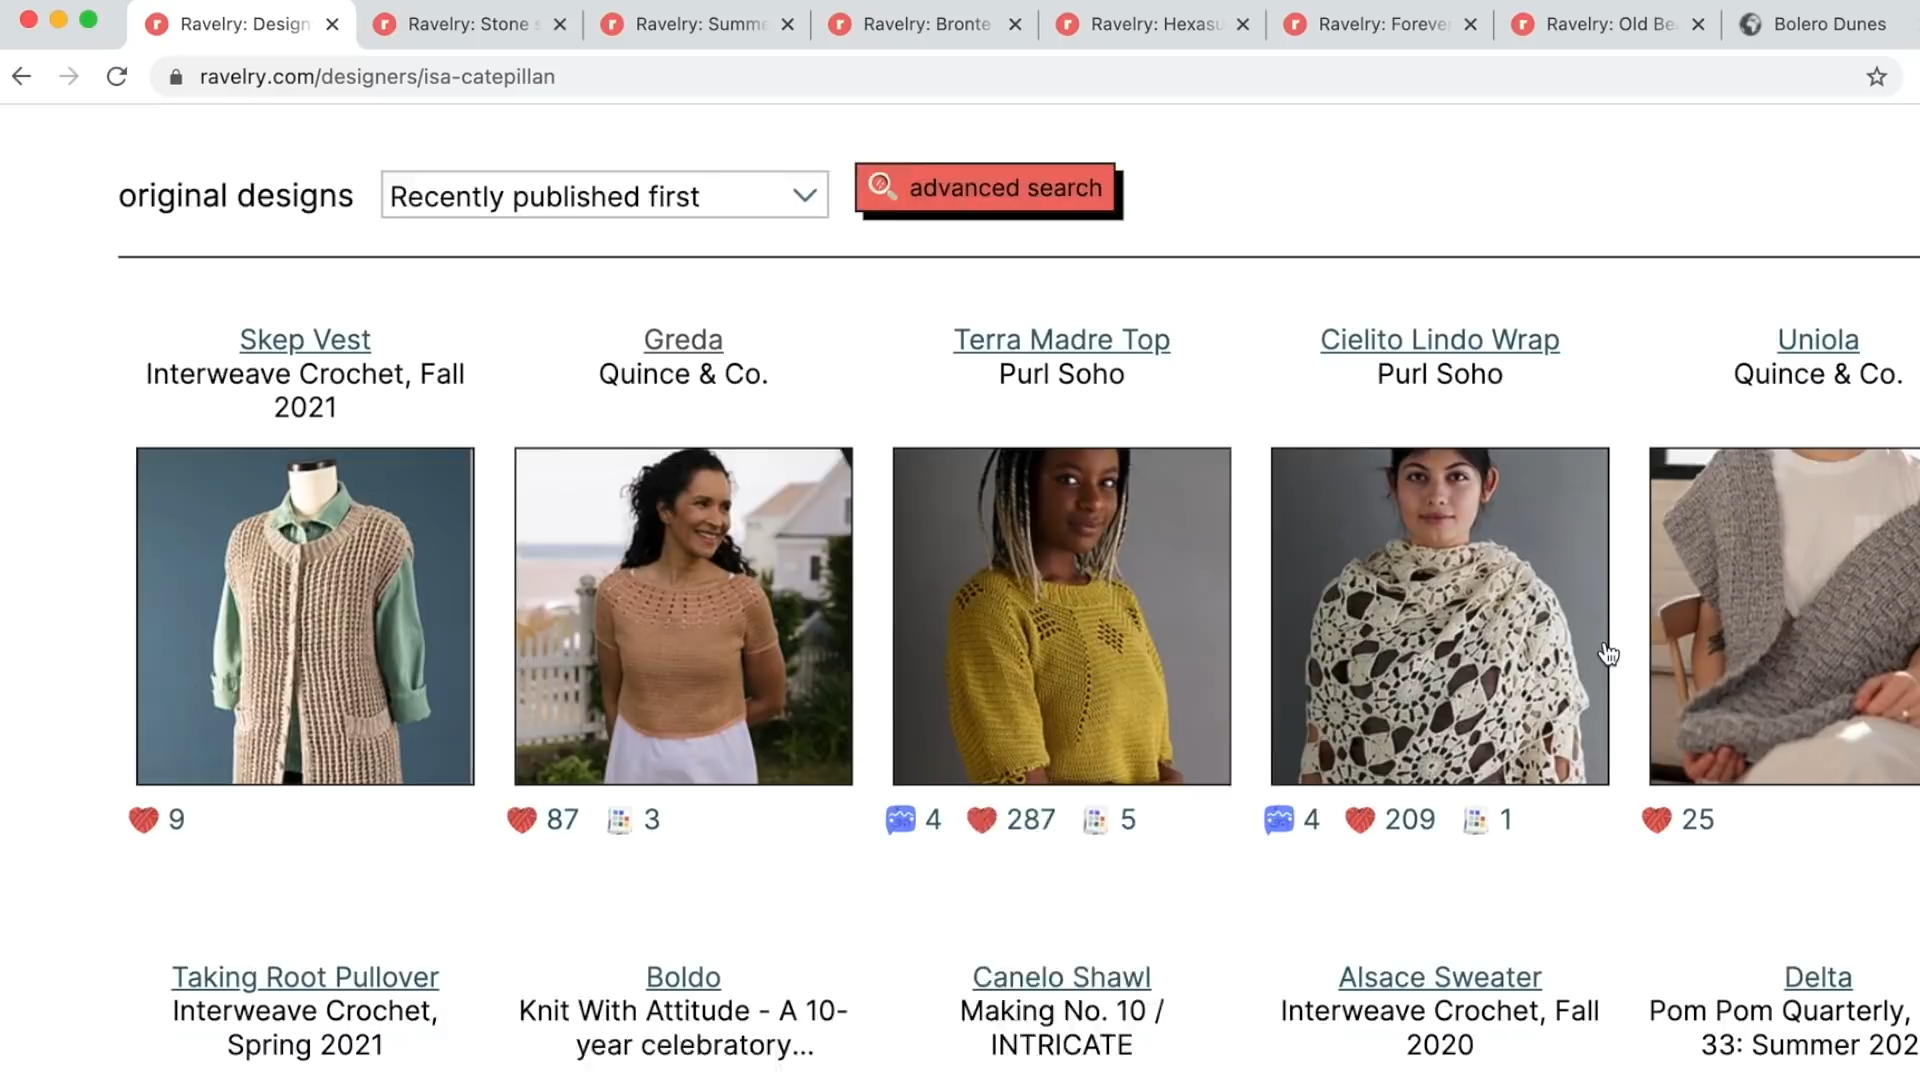 Ravelry: Design
Ravelry: Stone
Ravelry: Summe
Ravelry: Bronte
Ravelry: Hexasu
Ravelry: Foreve
Ravelry: Old Be
Bolero Dunes
ravelry.com/designers/isa-catepillan
original designs
Recently published first
advanced search
Skep Vest
Interweave Crochet, Fall
2021
Greda
Quince & Co.
Terra Madre Top
Purl Soho
Cielito Lindo Wrap
Purl Soho
Uniola
Quince & Co.
9
87 3
4 287 5
4 209 1
25
Taking Root Pullover
Interweave Crochet,
Spring 2021
Boldo
Knit With Attitude - A 10-
year celebratory...
Canelo Shawl
Making No. 10 /
INTRICATE
Alsace Sweater
Interweave Crochet, Fall
2020
Delta
Pom Pom Quarterly,
33: Summer 202